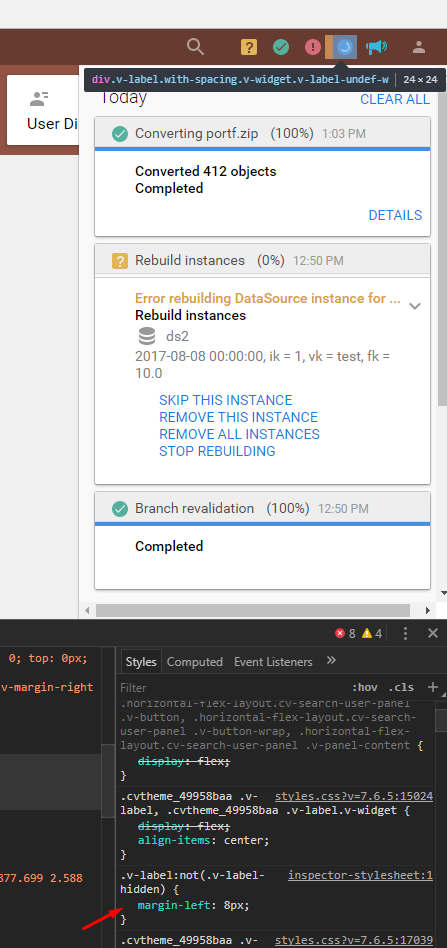 div.v-label.with-spacing.v-widget.v-label-undef-w 24 × 24
Today
CLEAR ALL
User Di
Converting portf.zip (100%) 1:03 PM
Converted 412 objects
Completed
DETAILS
Rebuild instances (0%) 12:50 PM
Error rebuilding DataSource instance for ...
Rebuild instances
ds2
2017-08-08 00:00:00, ik = 1, vk = test, fk =
10.0
SKIP THIS INSTANCE
REMOVE THIS INSTANCE
REMOVE ALL INSTANCES
STOP REBUILDING
Branch revalidation (100%) 12:50 PM
Completed
8 4
0; top: 0px;
v-margin-right
377.699 2.588
Styles Computed Event Listeners »
Filter :hov .cls +
.horizontal-flex-layout.cv-search-user-panel
.v-button, .horizontal-flex-layout.cv-search-
user-panel .v-button-wrap, .horizontal-flex-
layout.cv-search-user-panel .v-panel-content {
display: flex;
}
.cvtheme_49958baa .v- styles.css?v=7.6.5:15024
label, .cvtheme_49958baa .v-label.v-widget {
display: flex;
align-items: center;
}
.v-label:not(.v-label- inspector-stylesheet:1
hidden) {
margin-left: 8px;
}
.cvtheme_49958baa .v- styles.css?v=7.6.5:17039